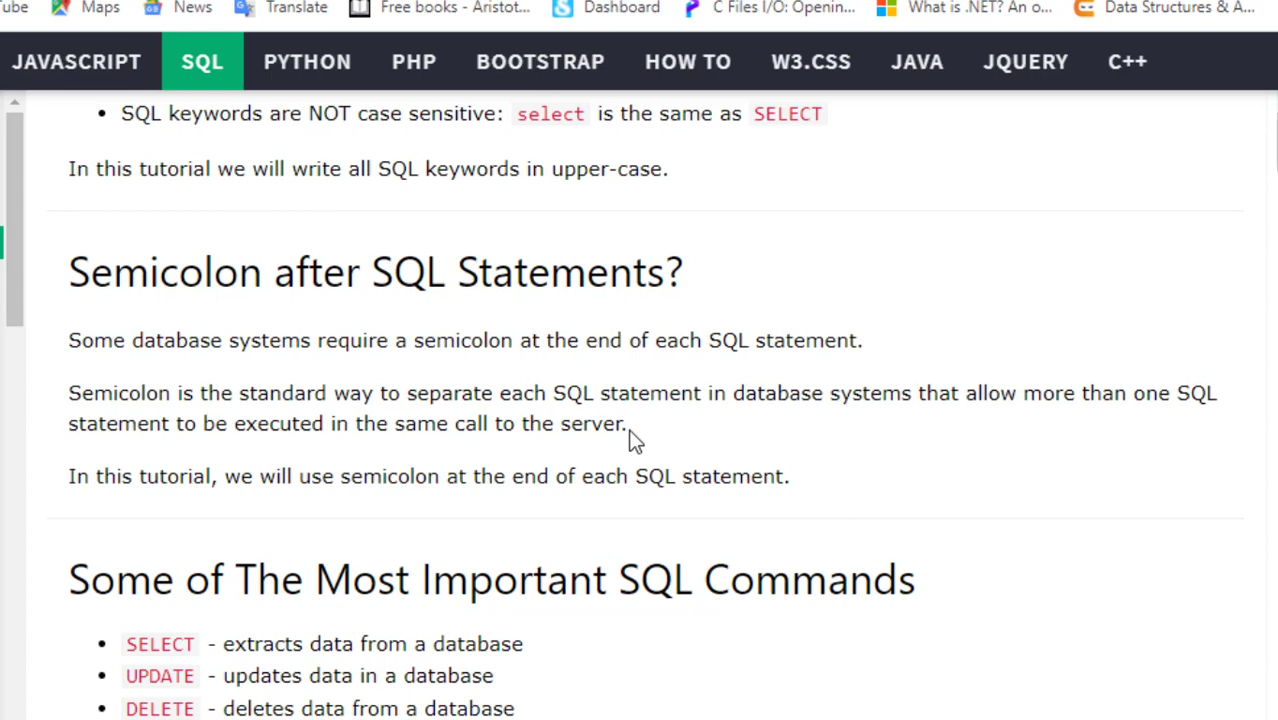 Tube Maps News Translate Free books - Aristot... Dashboard C Files I/O: Openin... What is .NET? An o... Data Structures & A...
JAVASCRIPT SQL PYTHON PHP BOOTSTRAP HOW TO W3.CSS JAVA JQUERY C++
• SQL keywords are NOT case sensitive: select is the same as SELECT
In this tutorial we will write all SQL keywords in upper-case.
Semicolon after SQL Statements?
Some database systems require a semicolon at the end of each SQL statement.
Semicolon is the standard way to separate each SQL statement in database systems that allow more than one SQL
statement to be executed in the same call to the server.
In this tutorial, we will use semicolon at the end of each SQL statement.
Some of The Most Important SQL Commands
• SELECT - extracts data from a database
• UPDATE - updates data in a database
• DELETE - deletes data from a database